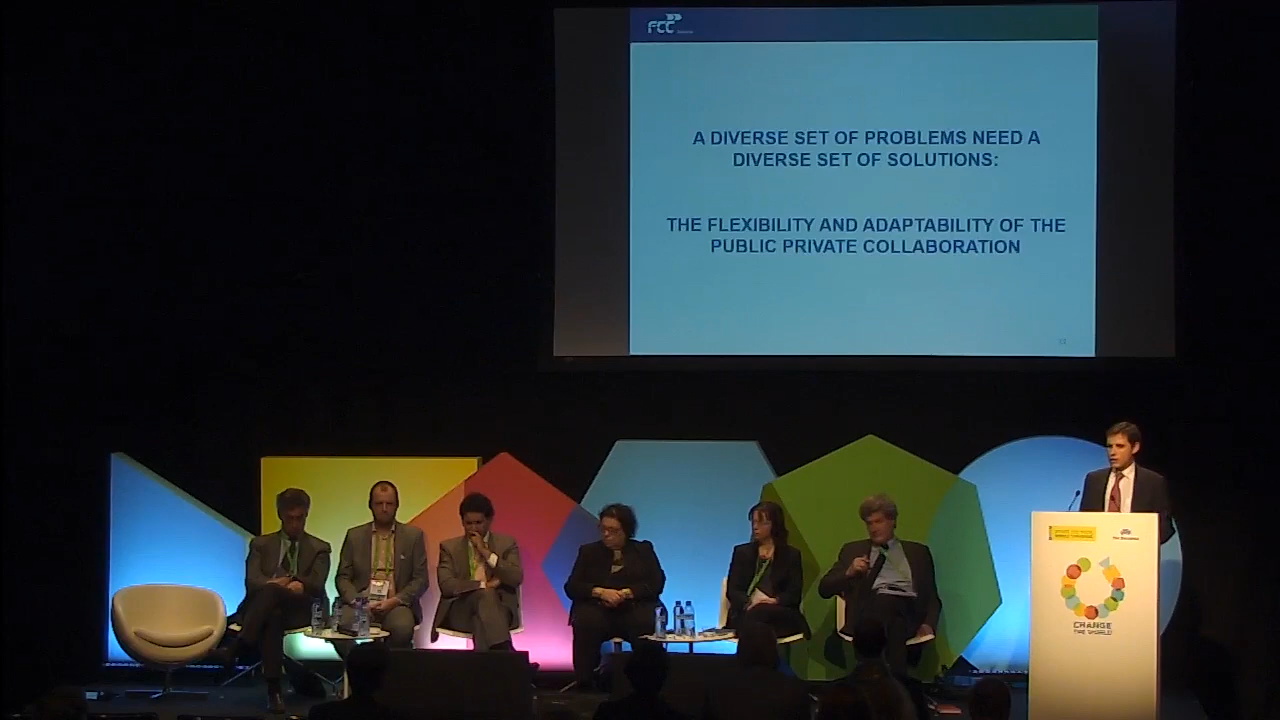 FCC
A DIVERSE SET OF PROBLEMS NEED A
DIVERSE SET OF SOLUTIONS:
THE FLEXIBILITY AND ADAPTABILITY OF THE
PUBLIC PRIVATE COLLABORATION
CHANGE
THE WORLD